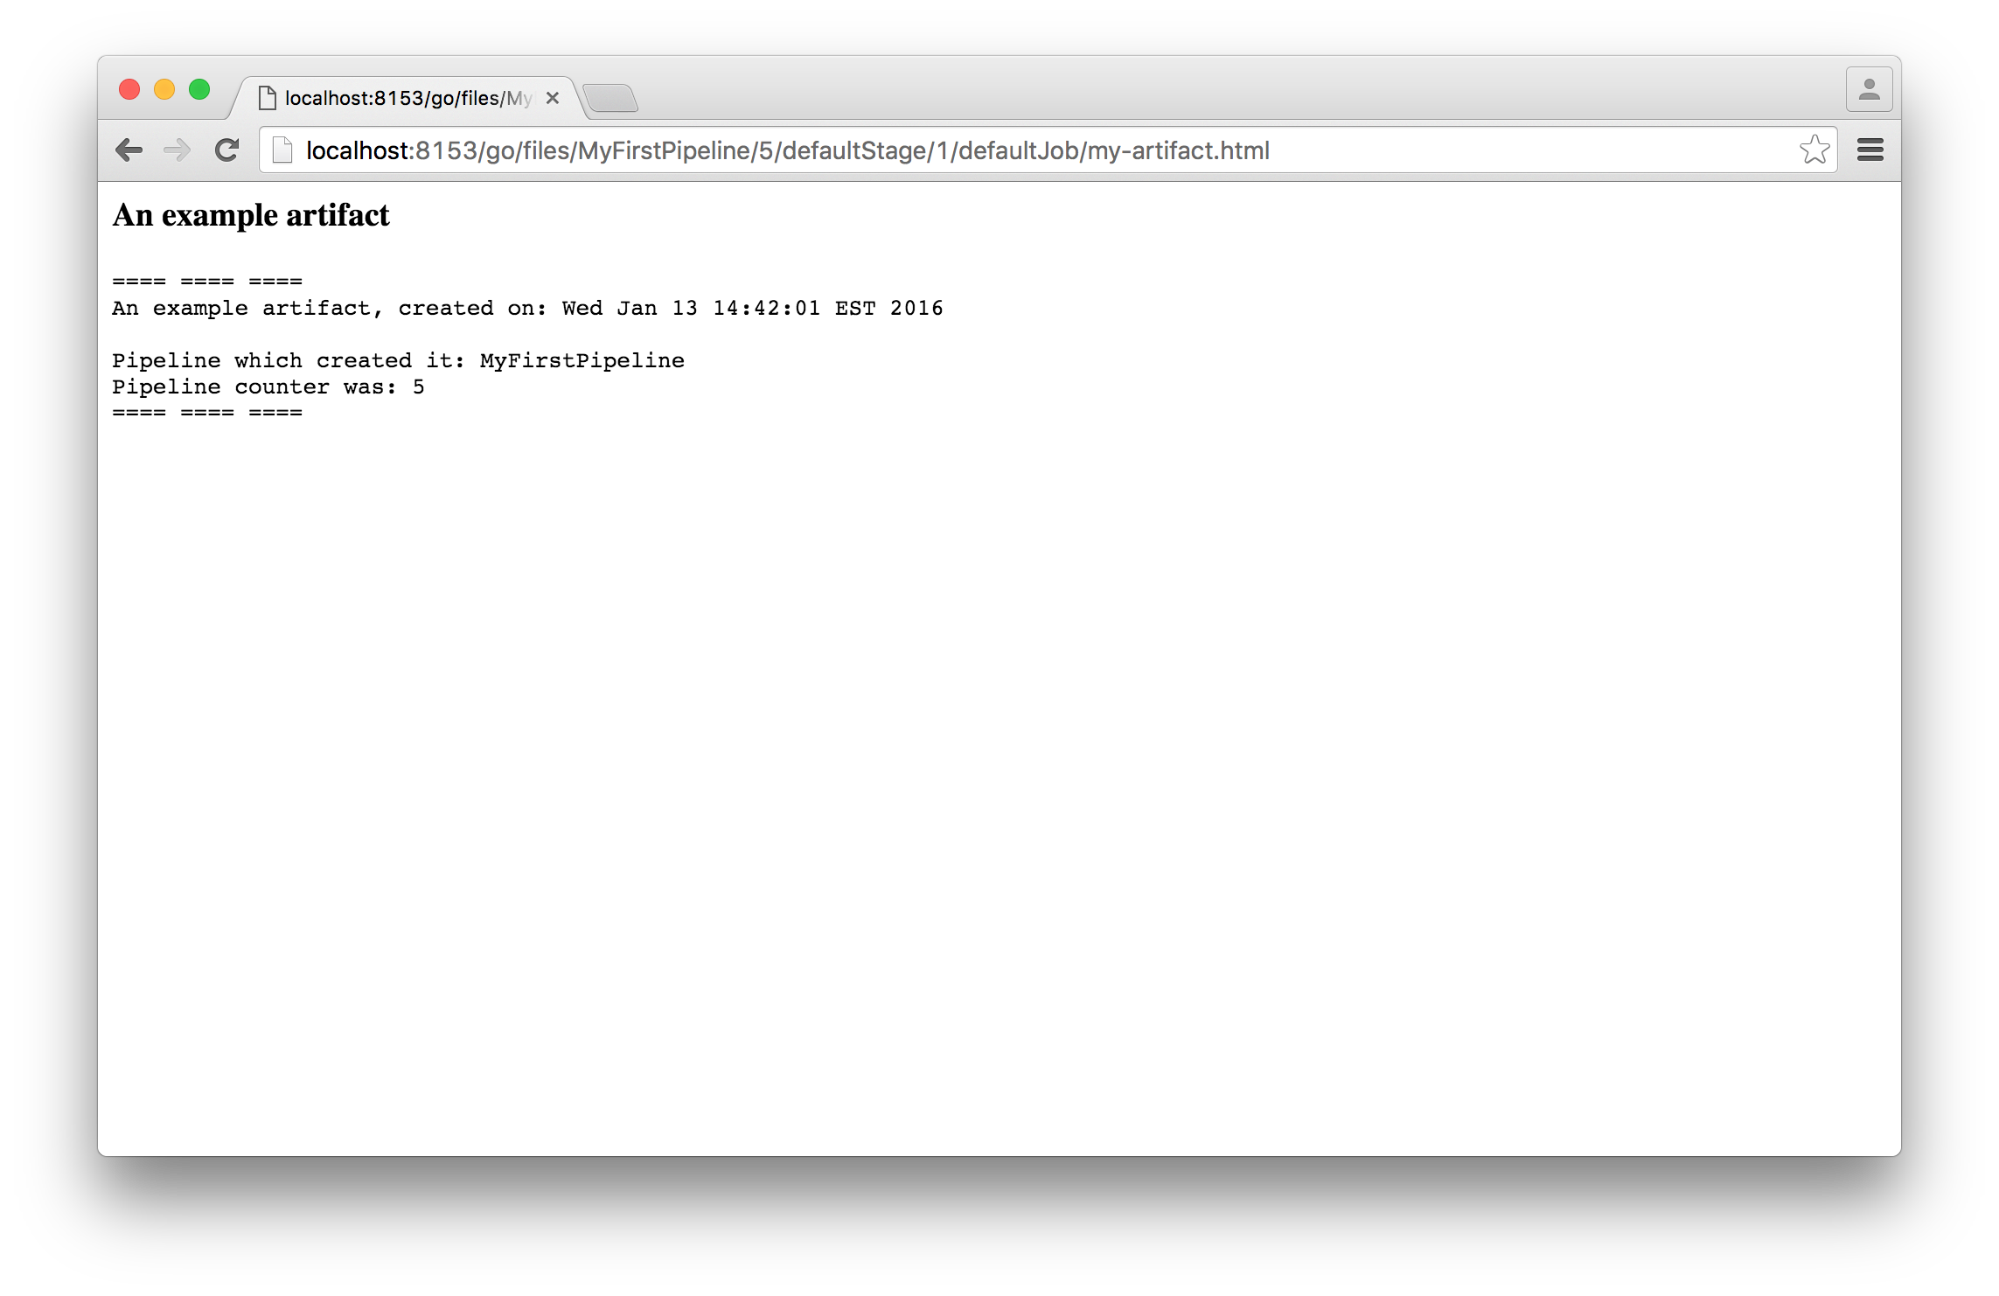 localhost:8153/go/files/My
localhost:8153/go/files/MyFirstPipeline/5/defaultStage/1/defaultJob/my-artifact.html
An example artifact
==== ==== ====
An example artifact, created on: Wed Jan 13 14:42:01 EST 2016
Pipeline which created it: MyFirstPipeline
Pipeline counter was: 5
==== ==== ====